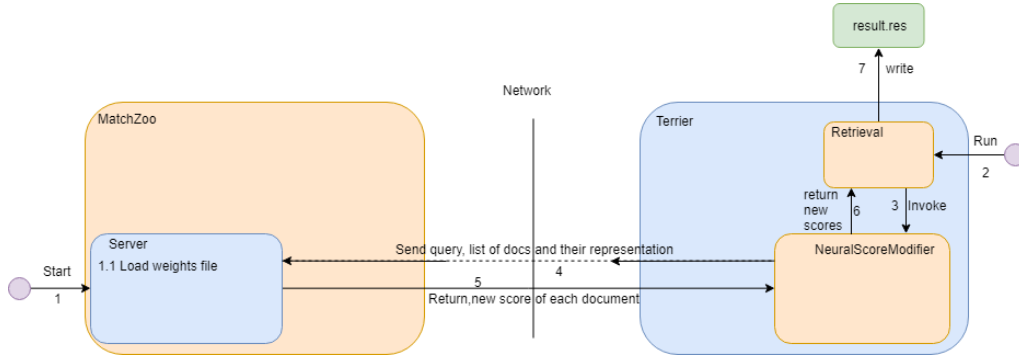 result.res
7 write
Network
MatchZoo
Terrier
Retrieval
Run
2
return
new
scores
6
3 Invoke
Server
1.1 Load weights file
Send query, list of docs and their representation
NeuralScoreModifier
Start
1
4
5
Return,new score of each document